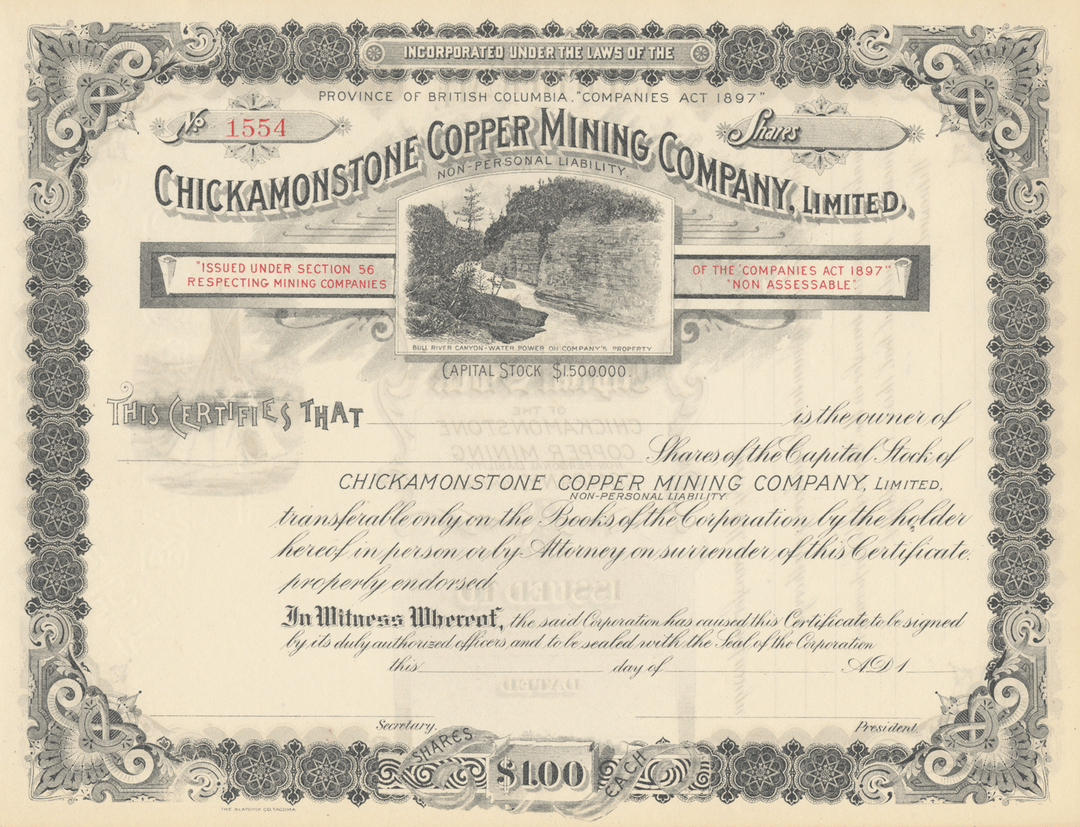 INCORPORATED UNDER THE LAWS OF THE
PROVINCE OF BRITISH COLUMBIA. "COMPANIES ACT 1897"
No 1554
Shares
CHICKAMONSTONE COPPER MINING COMPANY, LIMITED.
NON-PERSONAL LIABILITY.
"ISSUED UNDER SECTION 56
RESPECTING MINING COMPANIES
OF THE "COMPANIES ACT 1897"
"NON ASSESSABLE".
BULL RIVER CANYON-WATER POWER ON COMPANY'S PROPERTY
CAPITAL STOCK $1,500000.
THIS CERTIFIES THAT is the owner of
Shares of the Capital Stock of
CHICKAMONSTONE COPPER MINING COMPANY, LIMITED,
NON-PERSONAL LIABILITY
transferable only on the Books of the Corporation by the holder
hereof in person or by Attorney on surrender of this Certificate
properly endorsed
In Witness Whereof, the said Corporation has caused this Certificate to be signed
by its duly authorized officers and to be sealed with the Seal of the Corporation
this day of A.D. 1
Secretary. President.
SHARES $1.00 EACH